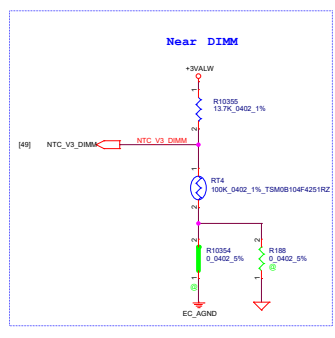 Near DIMM
+3VALW
1
R10355
13.7K_0402_1%
2
[49] NTC_V3_DIMM NTC_V3_DIMM
1
RT4
100K_0402_1%_TSM0B104F4251RZ
2
2 2
R10354 R188
0_0402_5% 0_0402_5%
@
1 1
@
EC_AGND